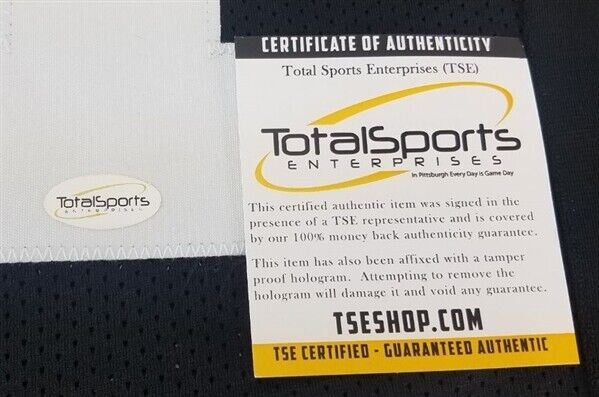 CERTIFICATE OF AUTHENTICITY
Total Sports Enterprises (TSE)
TotalSports
ENTERPRISES
In Pittsburgh Every Day is Game Day
This certified authentic item was signed in the
presence of a TSE representative and is covered
by our 100% money back authenticity guarantee.
This item has also been affixed with a tamper
proof hologram. Attempting to remove the
hologram will damage it and void any guarantee.
TSESHOP.COM
TSE CERTIFIED - GUARANTEED AUTHENTIC
TotalSports
ENTERPRISES